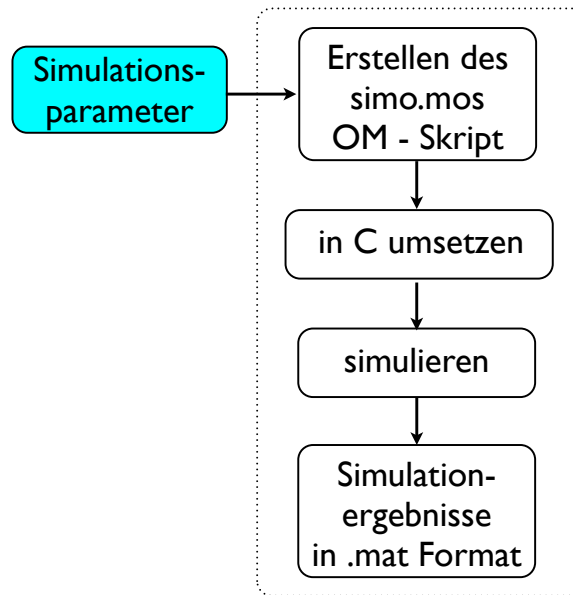 Simulations-
parameter
Erstellen des
simo.mos
OM - Skript
in C umsetzen
simulieren
Simulation-
ergebnisse
in .mat Format